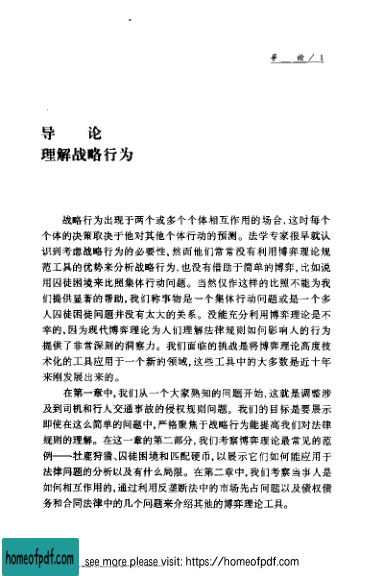 导 论 / 1
导 论
理解战略行为
战略行为出现于两个或多个个体相互作用的场合,这时每个
个体的决策取决于他对其他个体行动的预测。法学专家很早就认
识到考虑战略行为的必要性,然而他们常常没有利用博弈理论规
范工具的优势来分析战略行为,也没有借助于简单的博弈,比如说
用囚徒困境来比照集体行动问题。当然仅作这样的比照不能为我
们提供显著的帮助,我们称事物是一个集体行动问题或是一个多
人囚徒困徒问题并没有太大的关系。没能充分利用博弈理论是不
幸的,因为现代博弈理论为人们理解法律规则如何影响人的行为
提供了非常深刻的洞察力。我们面临的挑战是将博弈理论高度技
术化的工具应用于一个新的领域,这些工具中的大多数是近十年
来刚发展出来的。
在第一章中,我们从一个大家熟知的问题开始,这就是调整涉
及到司机和行人交通事故的侵权规则问题。我们的目标是要展示
即使在这么简单的问题中,严格聚焦于战略行为能提高我们对法律
规则的理解。在这一章的第二部分,我们考察博弈理论最常见的范
例——壮鹿狩猎、囚徒困境和匹配硬币,以展示它们如何能应用于
法律问题的分析以及有什么局限。在第二章中,我们考察当事人是
如何相互作用的,通过利用反垄断法中的市场先占问题以及债权债
务和合同法律中的几个问题来介绍其他的博弈理论工具。
homeofpdf.com
see more please visit: https://homeofpdf.com